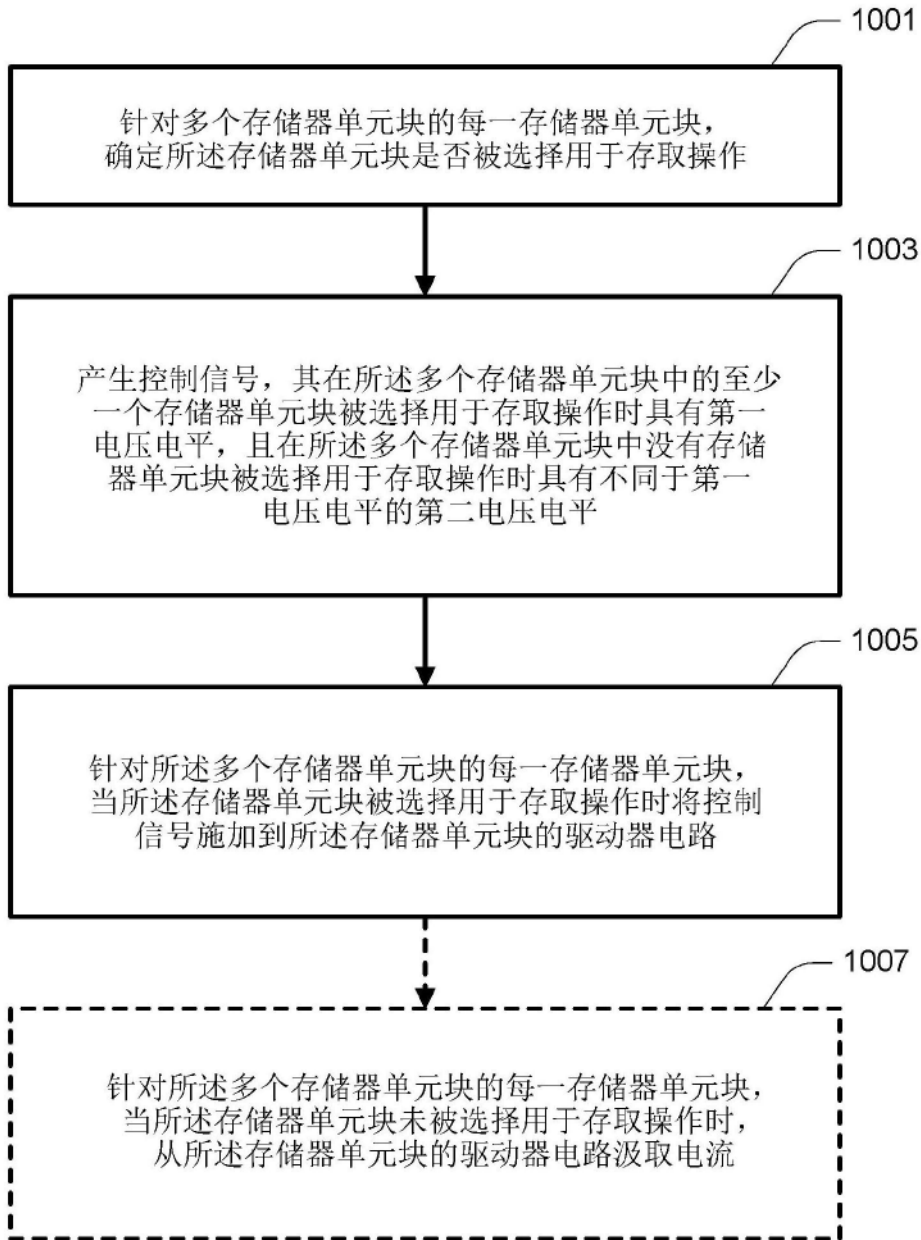 1001
针对多个存储器单元块的每一存储器单元块，
确定所述存储器单元块是否被选择用于存取操作
1003
产生控制信号，其在所述多个存储器单元块中的至少
一个存储器单元块被选择用于存取操作时具有第一
电压电平，且在所述多个存储器单元块中没有存储
器单元块被选择用于存取操作时具有不同于第一
电压电平的第二电压电平
1005
针对所述多个存储器单元块的每一存储器单元块，
当所述存储器单元块被选择用于存取操作时将控制
信号施加到所述存储器单元块的驱动器电路
1007
针对所述多个存储器单元块的每一存储器单元块，
当所述存储器单元块未被选择用于存取操作时，
从所述存储器单元块的驱动器电路汲取电流